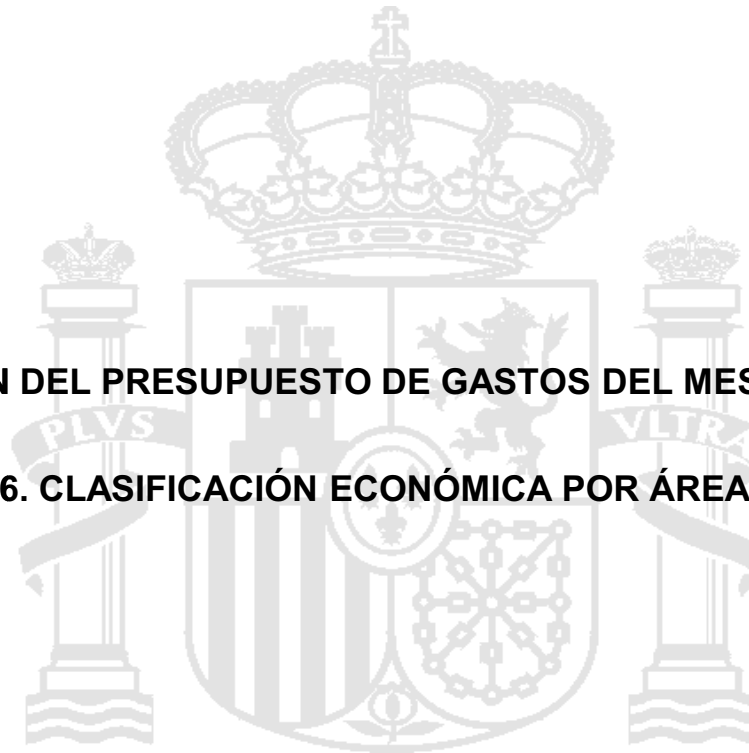 N DEL PRESUPUESTO DE GASTOS DEL MES
PLVS VLTRA
6. CLASIFICACIÓN ECONÓMICA POR ÁREA